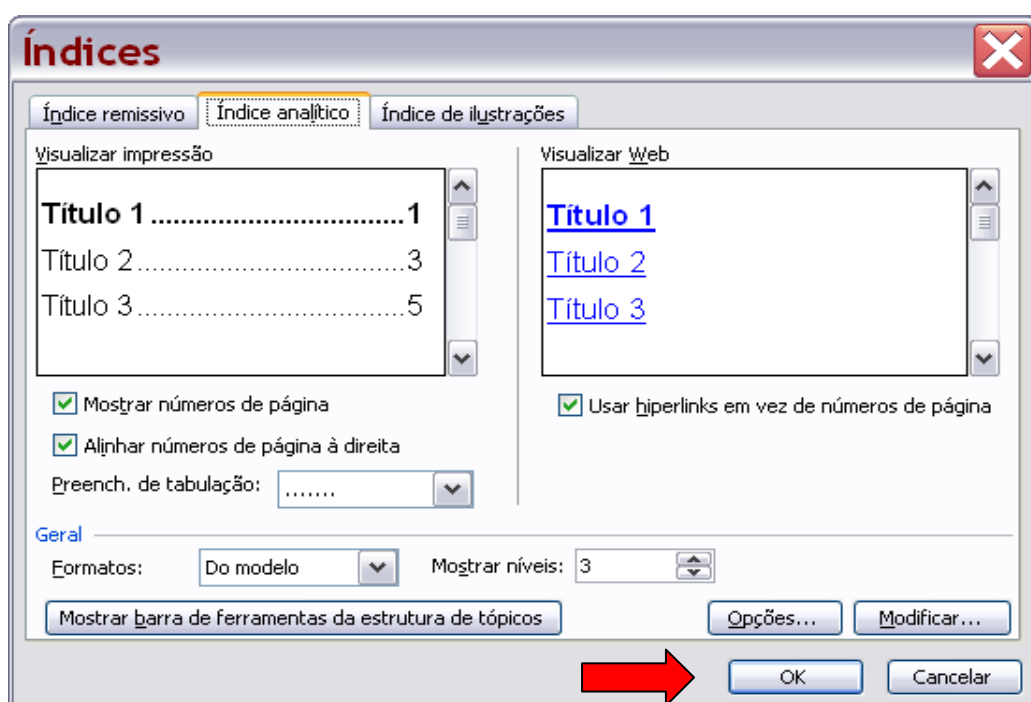 Índices
Índice remissivo Índice analítico Índice de ilustrações
Visualizar impressão
Título 1..................................1
Título 2....................................3
Título 3....................................5
Visualizar Web
Título 1
Título 2
Título 3
Mostrar números de página
Alinhar números de página à direita
Preench. de tabulação: .......
Usar hiperlinks em vez de números de página
Geral
Formatos: Do modelo Mostrar níveis: 3
Mostrar barra de ferramentas da estrutura de tópicos Opções... Modificar...
OK Cancelar